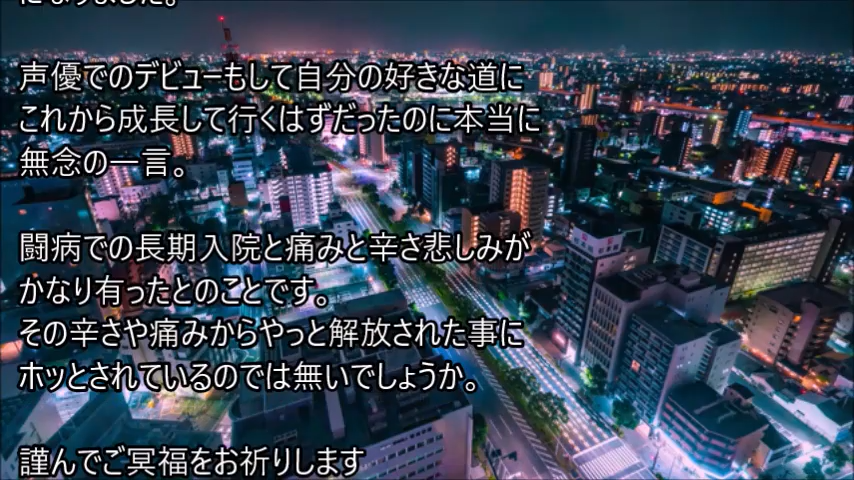 になりました。
声優でのデビューもして自分の好きな道に
これから成長して行くはずだったのに本当に
無念の一言。
闘病での長期入院と痛みと辛さ悲しみが
かなり有ったとのことです。
その辛さや痛みからやっと解放された事に
ホッとされているのでは無いでしょうか。
謹んでご冥福をお祈りします